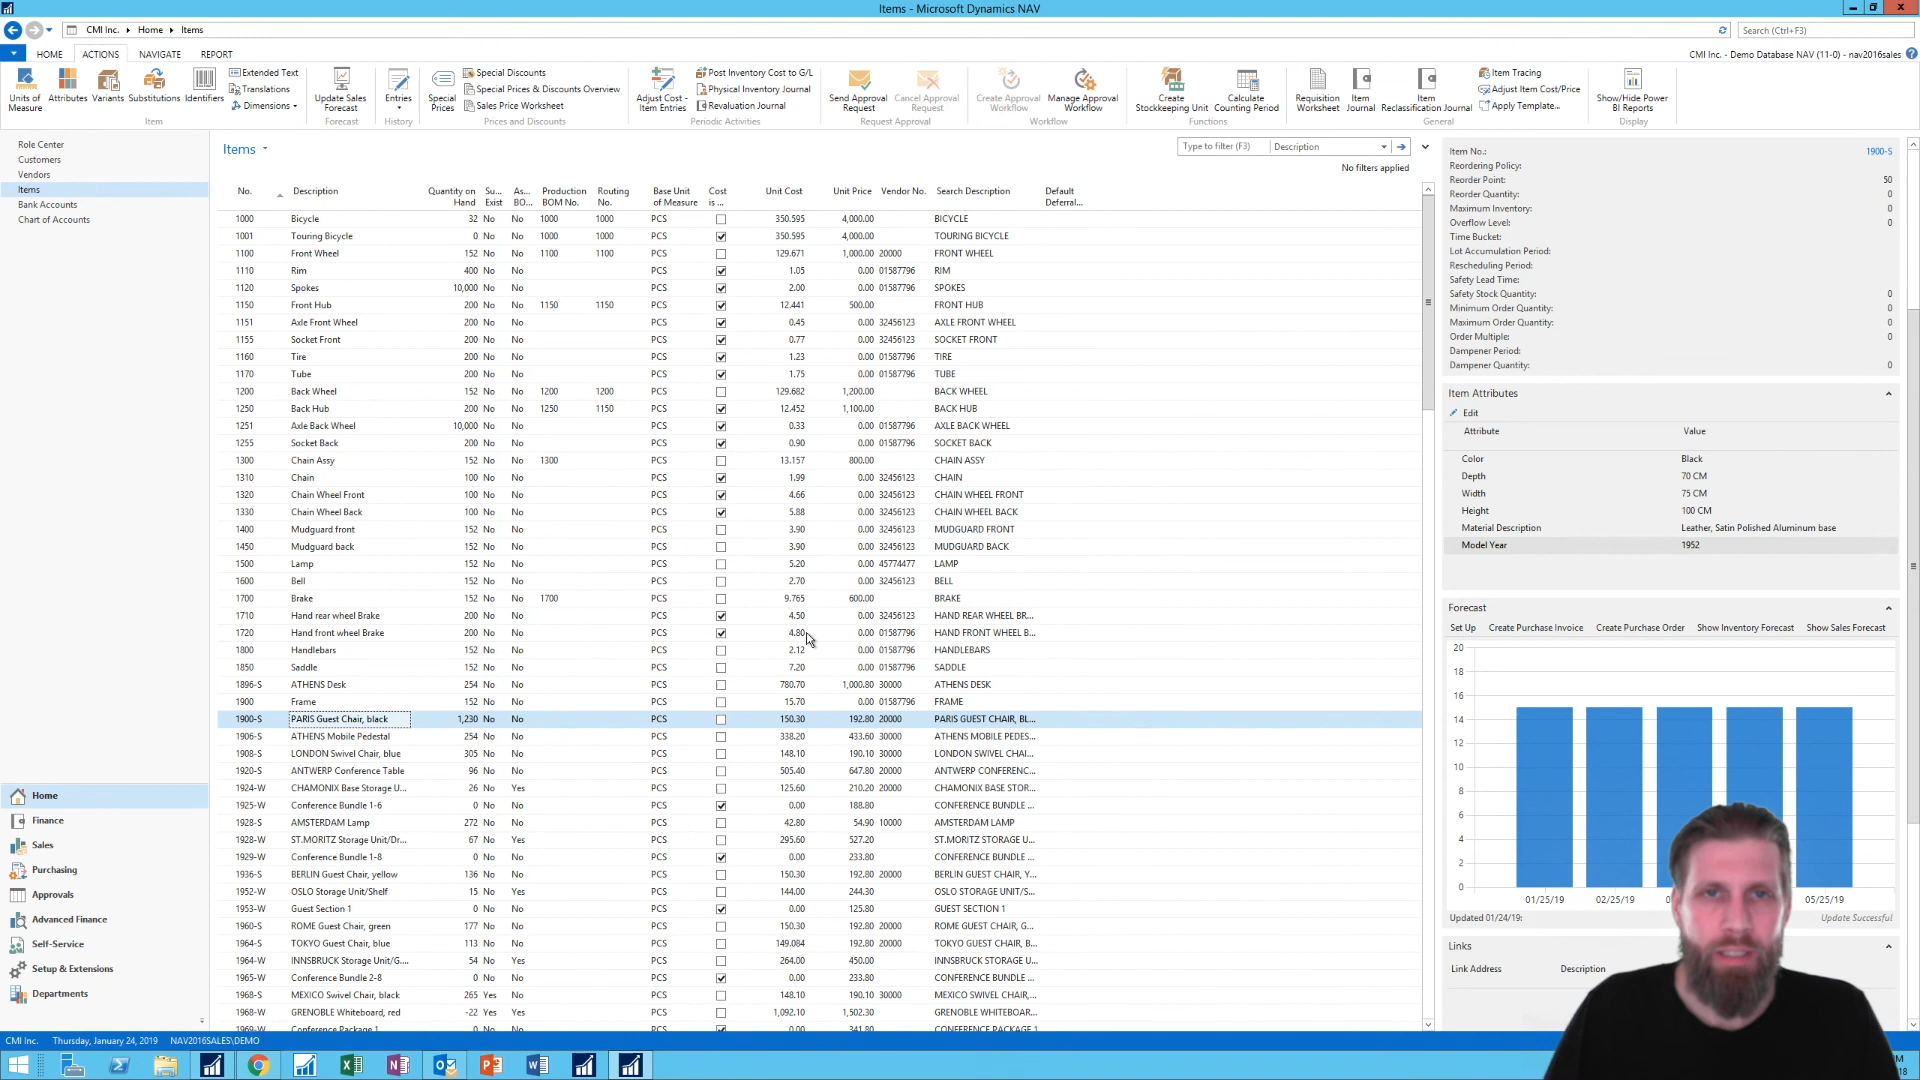 Items - Microsoft Dynamics NAV
CMI Inc. Home Items
Search (Ctrl+F3)
HOME ACTIONS NAVIGATE REPORT
CMI Inc. - Demo Database NAV (11-0) - nav2016sales
Units of Measure Attributes Variants Substitutions Identifiers Extended Text Translations Dimensions
Item
Update Sales Forecast
Forecast
Entries
History
Special Prices Special Discounts Special Prices & Discounts Overview Sales Price Worksheet
Prices and Discounts
Adjust Cost - Item Entries Post Inventory Cost to G/L Physical Inventory Journal Revaluation Journal
Periodic Activities
Send Approval Request Cancel Approval Request
Request Approval
Create Approval Workflow Manage Approval Workflow
Workflow
Create Stockkeeping Unit Calculate Counting Period
Functions
Requisition Worksheet Item Journal Item Reclassification Journal Item Tracing Adjust Item Cost/Price Apply Template...
General
Show/Hide Power BI Reports
Display
Role Center
Customers
Vendors
Items
Bank Accounts
Chart of Accounts
Home
Finance
Sales
Purchasing
Approvals
Advanced Finance
Self-Service
Setup & Extensions
Departments
Items
Type to filter (F3) Description
No filters applied
No. Description Quantity on Hand Su... Exist As... BO... Production BOM No. Routing No. Base Unit of Measure Cost is ... Unit Cost Unit Price Vendor No. Search Description Default Deferral...
1000 Bicycle 32 No No 1000 1000 PCS 350.595 4,000.00 BICYCLE
1001 Touring Bicycle 0 No No 1000 1000 PCS 350.595 4,000.00 TOURING BICYCLE
1100 Front Wheel 152 No No 1100 1100 PCS 129.671 1,000.00 20000 FRONT WHEEL
1110 Rim 400 No No PCS 1.05 0.00 01587796 RIM
1120 Spokes 10,000 No No PCS 2.00 0.00 01587796 SPOKES
1150 Front Hub 200 No No 1150 1150 PCS 12.441 500.00 FRONT HUB
1151 Axle Front Wheel 200 No No PCS 0.45 0.00 32456123 AXLE FRONT WHEEL
1155 Socket Front 200 No No PCS 0.77 0.00 32456123 SOCKET FRONT
1160 Tire 200 No No PCS 1.23 0.00 01587796 TIRE
1170 Tube 200 No No PCS 1.75 0.00 01587796 TUBE
1200 Back Wheel 152 No No 1200 1200 PCS 129.682 1,200.00 BACK WHEEL
1250 Back Hub 200 No No 1250 1150 PCS 12.452 1,100.00 BACK HUB
1251 Axle Back Wheel 10,000 No No PCS 0.33 0.00 01587796 AXLE BACK WHEEL
1255 Socket Back 200 No No PCS 0.90 0.00 01587796 SOCKET BACK
1300 Chain Assy 152 No No 1300 PCS 13.157 800.00 CHAIN ASSY
1310 Chain 100 No No PCS 1.99 0.00 32456123 CHAIN
1320 Chain Wheel Front 100 No No PCS 4.66 0.00 32456123 CHAIN WHEEL FRONT
1330 Chain Wheel Back 100 No No PCS 5.88 0.00 32456123 CHAIN WHEEL BACK
1400 Mudguard front 152 No No PCS 3.90 0.00 32456123 MUDGUARD FRONT
1450 Mudguard back 152 No No PCS 3.90 0.00 32456123 MUDGUARD BACK
1500 Lamp 152 No No PCS 5.20 0.00 45774477 LAMP
1600 Bell 152 No No PCS 2.70 0.00 32456123 BELL
1700 Brake 152 No No 1700 PCS 9.765 600.00 BRAKE
1710 Hand rear wheel Brake 200 No No PCS 4.50 0.00 32456123 HAND REAR WHEEL BR...
1720 Hand front wheel Brake 200 No No PCS 4.80 0.00 01587796 HAND FRONT WHEEL B...
1800 Handlebars 152 No No PCS 2.12 0.00 01587796 HANDLEBARS
1850 Saddle 152 No No PCS 7.20 0.00 01587796 SADDLE
1896-S ATHENS Desk 254 No No PCS 780.70 1,000.80 30000 ATHENS DESK
1900 Frame 152 No No PCS 15.70 0.00 01587796 FRAME
1900-S PARIS Guest Chair, black 1,230 No No PCS 150.30 192.80 20000 PARIS GUEST CHAIR, BL...
1906-S ATHENS Mobile Pedestal 254 No No PCS 338.20 433.60 30000 ATHENS MOBILE PEDES...
1908-S LONDON Swivel Chair, blue 305 No No PCS 148.10 190.10 30000 LONDON SWIVEL CHAI...
1920-S ANTWERP Conference Table 96 No No PCS 505.40 647.80 20000 ANTWERP CONFERENC...
1924-W CHAMONIX Base Storage U... 26 No Yes PCS 125.60 210.20 20000 CHAMONIX BASE STOR...
1925-W Conference Bundle 1-6 0 No No PCS 0.00 188.80 CONFERENCE BUNDLE ...
1928-S AMSTERDAM Lamp 272 No No PCS 42.80 54.90 10000 AMSTERDAM LAMP
1928-W ST.MORITZ Storage Unit/Dr... 67 No Yes PCS 295.60 527.20 ST.MORITZ STORAGE U...
1929-W Conference Bundle 1-8 0 No No PCS 0.00 233.80 CONFERENCE BUNDLE ...
1936-S BERLIN Guest Chair, yellow 136 No No PCS 150.30 192.80 20000 BERLIN GUEST CHAIR, Y...
1952-W OSLO Storage Unit/Shelf 15 No Yes PCS 144.00 244.30 OSLO STORAGE UNIT/S...
1953-W Guest Section 1 0 No No PCS 0.00 125.80 GUEST SECTION 1
1960-S ROME Guest Chair, green 177 No No PCS 150.30 192.80 20000 ROME GUEST CHAIR, G...
1964-S TOKYO Guest Chair, blue 113 No No PCS 149.084 192.80 20000 TOKYO GUEST CHAIR, B...
1964-W INNSBRUCK Storage Unit/G.... 54 No Yes PCS 264.00 450.00 INNSBRUCK STORAGE U...
1965-W Conference Bundle 2-8 0 No No PCS 0.00 233.80 CONFERENCE BUNDLE ...
1968-S MEXICO Swivel Chair, black 265 Yes No PCS 148.10 190.10 30000 MEXICO SWIVEL CHAIR,...
1968-W GRENOBLE Whiteboard, red -22 Yes Yes PCS 1,092.10 1,502.30 GRENOBLE WHITEBOAR...
1969-W Conference Package 1 0 No No PCS 0.00 341.80 CONFERENCE PACKAGE 1
Item No.: 1900-S
Reordering Policy:
Reorder Point: 50
Reorder Quantity: 0
Maximum Inventory: 0
Overflow Level: 0
Time Bucket:
Lot Accumulation Period:
Rescheduling Period:
Safety Lead Time:
Safety Stock Quantity: 0
Minimum Order Quantity: 0
Maximum Order Quantity: 0
Order Multiple: 0
Dampener Period:
Dampener Quantity: 0
Item Attributes
Edit
Attribute Value
Color Black
Depth 70 CM
Width 75 CM
Height 100 CM
Material Description Leather, Satin Polished Aluminum base
Model Year 1952
Forecast
Set Up Create Purchase Invoice Create Purchase Order Show Inventory Forecast Show Sales Forecast
20
18
16
14
12
10
8
6
4
2
0
01/25/19 02/25/19 05/25/19
Updated 01/24/19: Update Successful
Links
Link Address Description
CMI Inc. Thursday, January 24, 2019 NAV2016SALES\DEMO